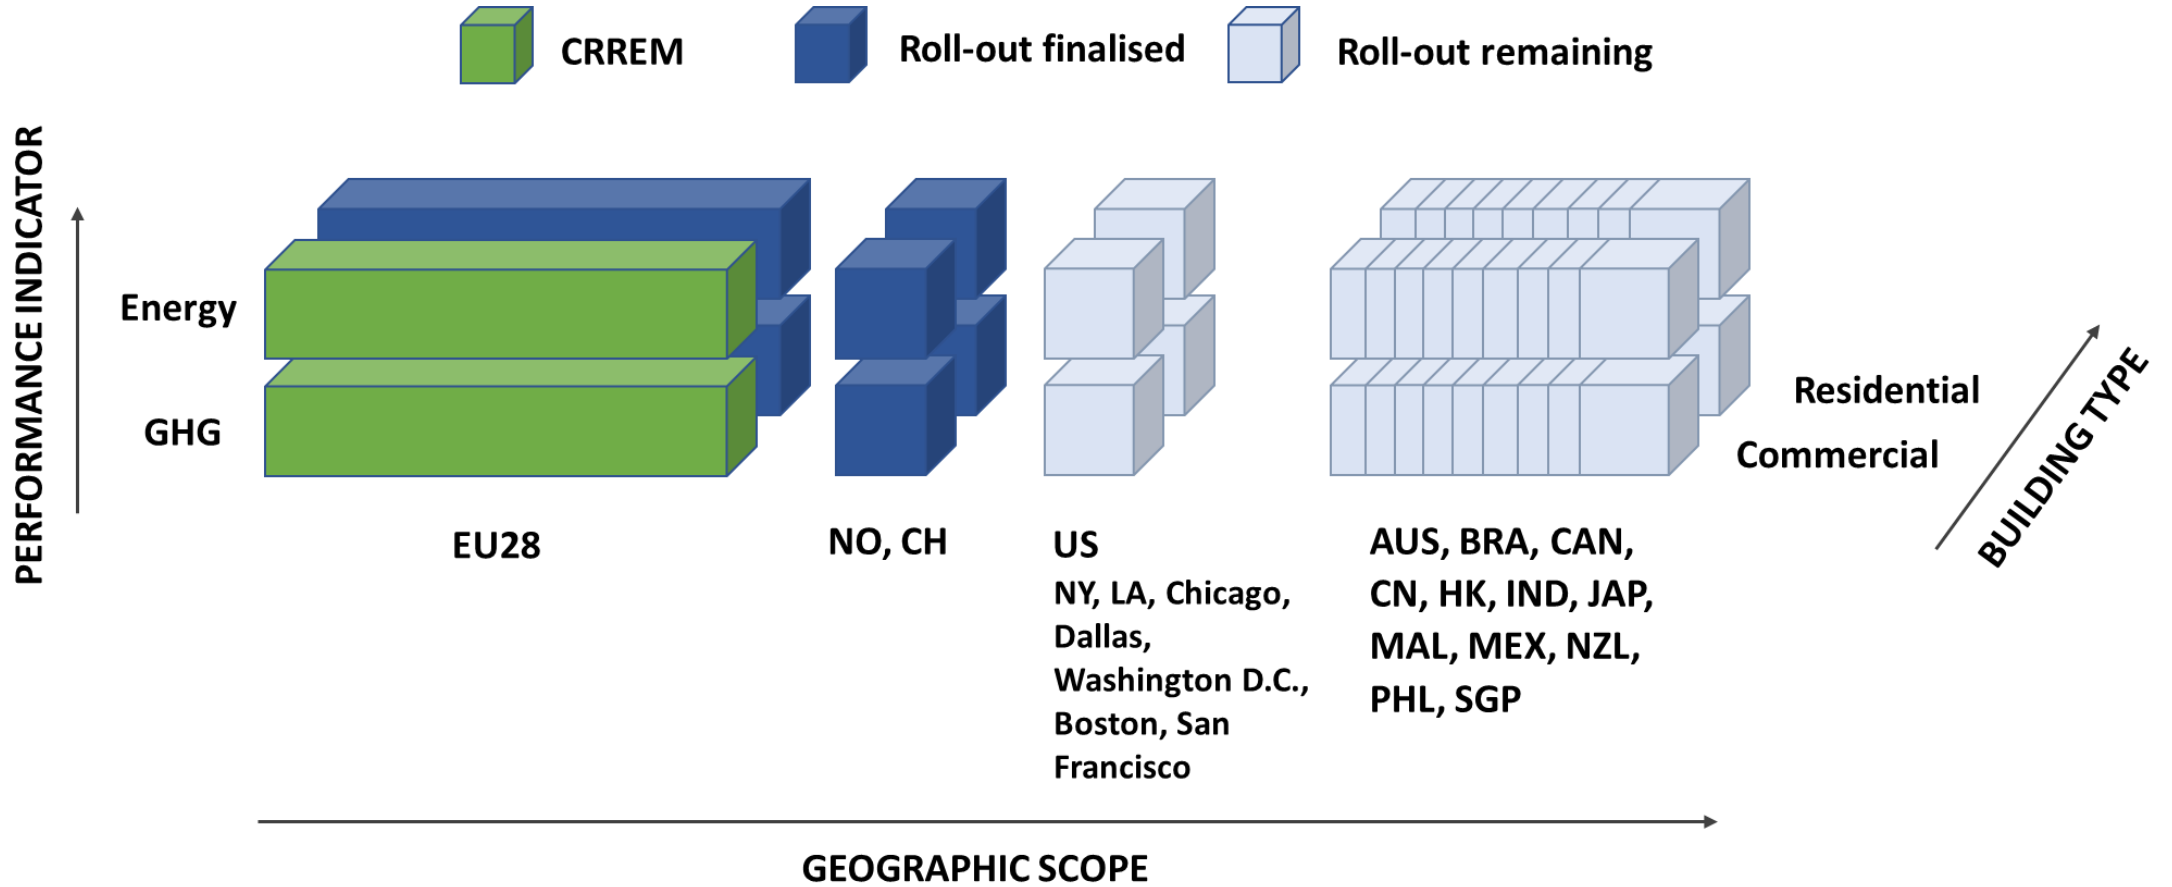 CRREM
Roll-out finalised
Roll-out remaining
PERFORMANCE INDICATOR
Energy
GHG
Residential
Commercial
BUILDING TYPE
EU28
NO, CH
US
NY, LA, Chicago,
Dallas,
Washington D.C.,
Boston, San
Francisco
AUS, BRA, CAN,
CN, HK, IND, JAP,
MAL, MEX, NZL,
PHL, SGP
GEOGRAPHIC SCOPE